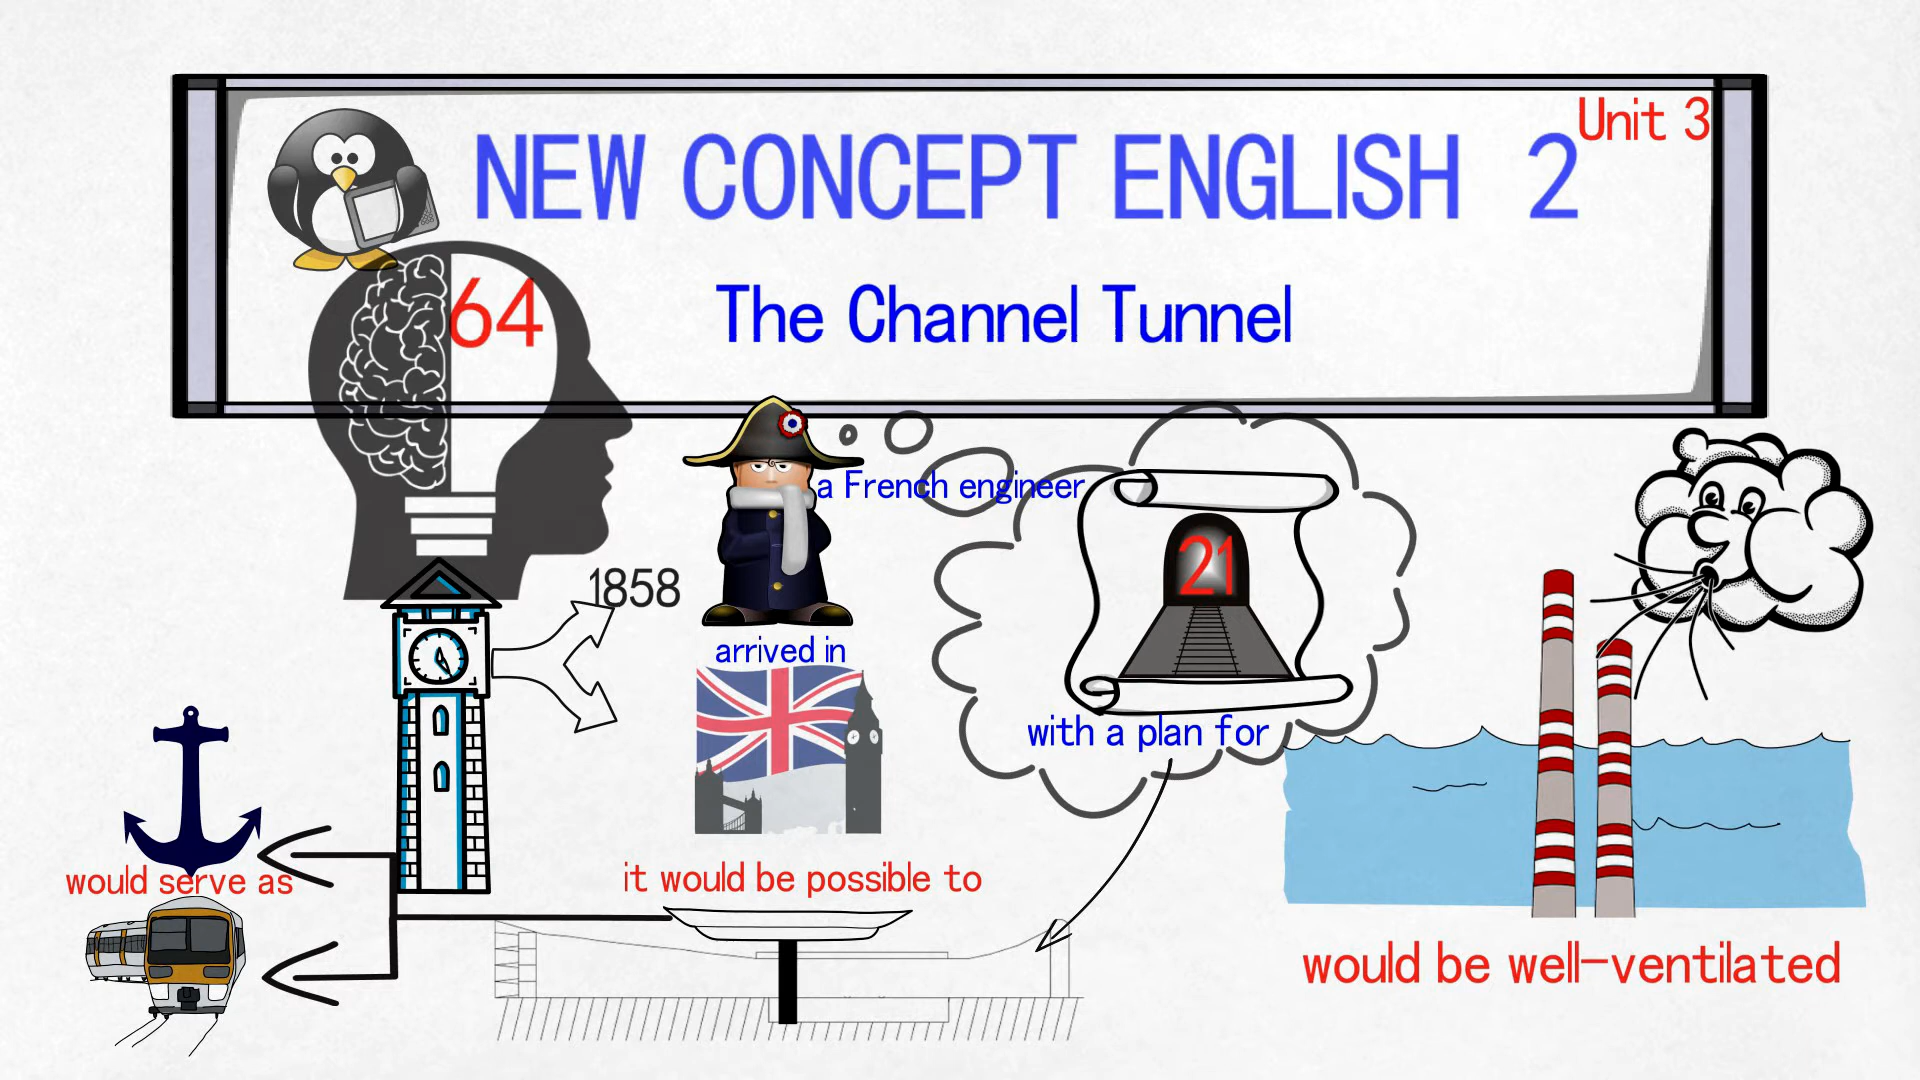 Unit 3
NEW CONCEPT ENGLISH 2
64
The Channel Tunnel
a French engineer
21
1858
arrived in
with a plan for
would serve as
it would be possible to
would be well-ventilated